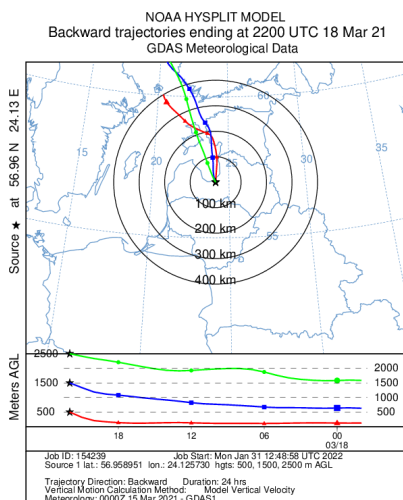 NOAA HYSPLIT MODEL
Backward trajectories ending at 2200 UTC 18 Mar 21
GDAS Meteorological Data
Source ★ at 56.96 N 24.13 E
15
20
25
30
35
60
55
100 km
200 km
300 km
400 km
Meters AGL
2500
1500
500
2000
1500
1000
500
18
12
06
00
03/18
Job ID: 154239 Job Start: Mon Jan 31 12:48:58 UTC 2022
Source 1 lat.: 56.958951 lon.: 24.125730 hgts: 500, 1500, 2500 m AGL
Trajectory Direction: Backward Duration: 24 hrs
Vertical Motion Calculation Method: Model Vertical Velocity
Meteorology: 0000Z 15 Mar 2021 - GDAS1